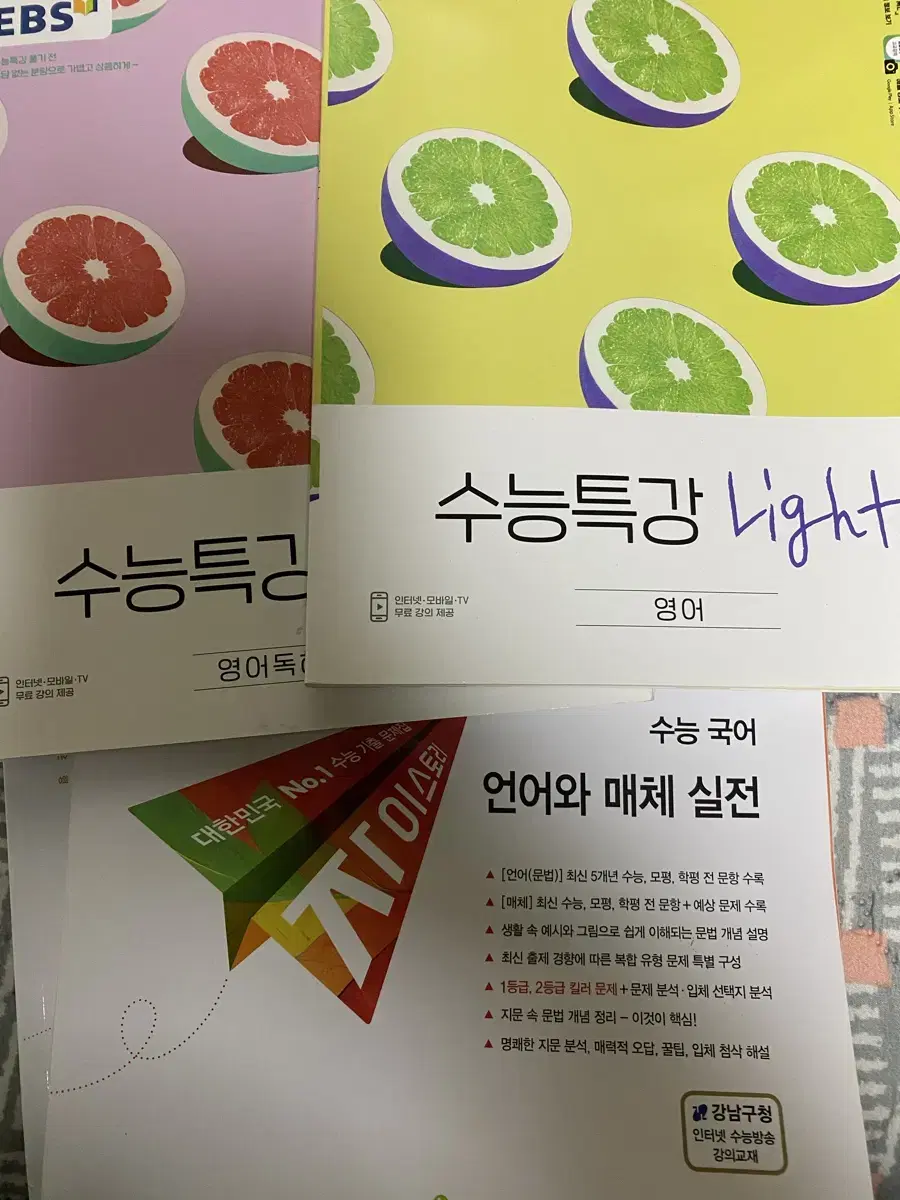 EBS
수능특강
영어독해
인터넷·모바일·TV
무료 강의 제공
수능특강 Light
인터넷·모바일·TV
무료 강의 제공
영어
Google Play | App Store
대한민국 No.1 수능 기출 문제집
자이스토리
수능 국어
언어와 매체 실전
▲ [언어(문법)] 최신 5개년 수능, 모평, 학평 전 문항 수록
▲ [매체] 최신 수능, 모평, 학평 전 문항 + 예상 문제 수록
▲ 생활 속 예시와 그림으로 쉽게 이해되는 문법 개념 설명
▲ 최신 출제 경향에 따른 복합 유형 문제 특별 구성
▲ 1등급, 2등급 킬러 문제 + 문제 분석·입체 선택지 분석
▲ 지문 속 문법 개념 정리 – 이것이 핵심!
▲ 명쾌한 지문 분석, 매력적 오답, 꿀팁, 입체 첨삭 해설
강남구청
인터넷 수능방송
강의교재